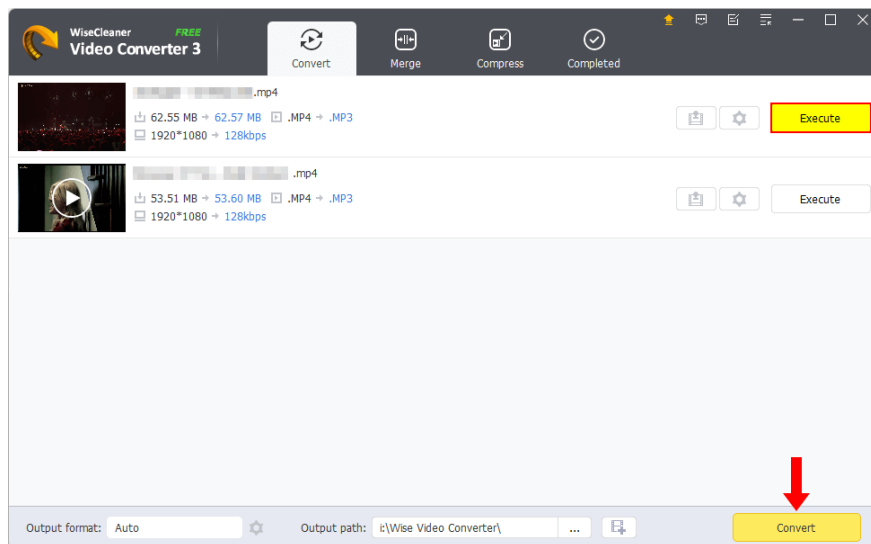 WiseCleaner FREE
Video Converter 3
Convert
Merge
Compress
Completed
.mp4
62.55 MB → 62.57 MB .MP4 → .MP3
1920*1080 → 128kbps
Execute
.mp4
53.51 MB → 53.60 MB .MP4 → .MP3
1920*1080 → 128kbps
Execute
Output format: Auto
Output path: i:\Wise Video Converter\ ...
Convert